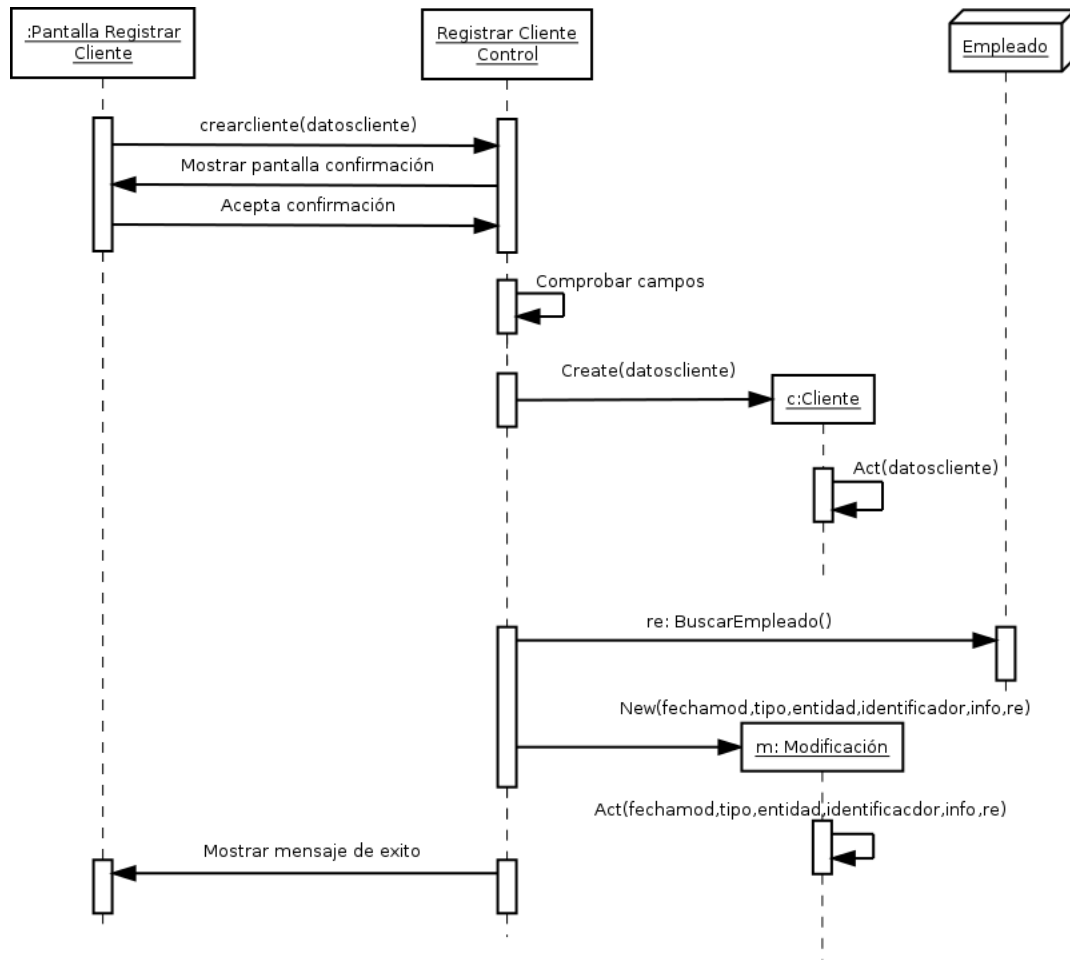 :Pantalla Registrar
Cliente
Registrar Cliente
Control
Empleado
crearcliente(datoscliente)
Mostrar pantalla confirmación
Acepta confirmación
Comprobar campos
Create(datoscliente)
c:Cliente
Act(datoscliente)
re: BuscarEmpleado()
New(fechamod,tipo,entidad,identificador,info,re)
m: Modificación
Act(fechamod,tipo,entidad,identificacdor,info,re)
Mostrar mensaje de exito